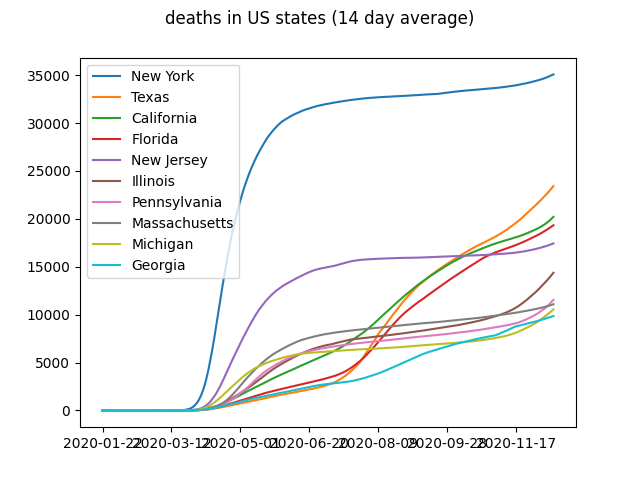 deaths in US states (14 day average)
35000
30000
25000
20000
15000
10000
5000
0
New York
Texas
California
Florida
New Jersey
Illinois
Pennsylvania
Massachusetts
Michigan
Georgia
2020-01-22 2020-03-12 2020-05-01 2020-06-20 2020-08-09 2020-09-28 2020-11-17